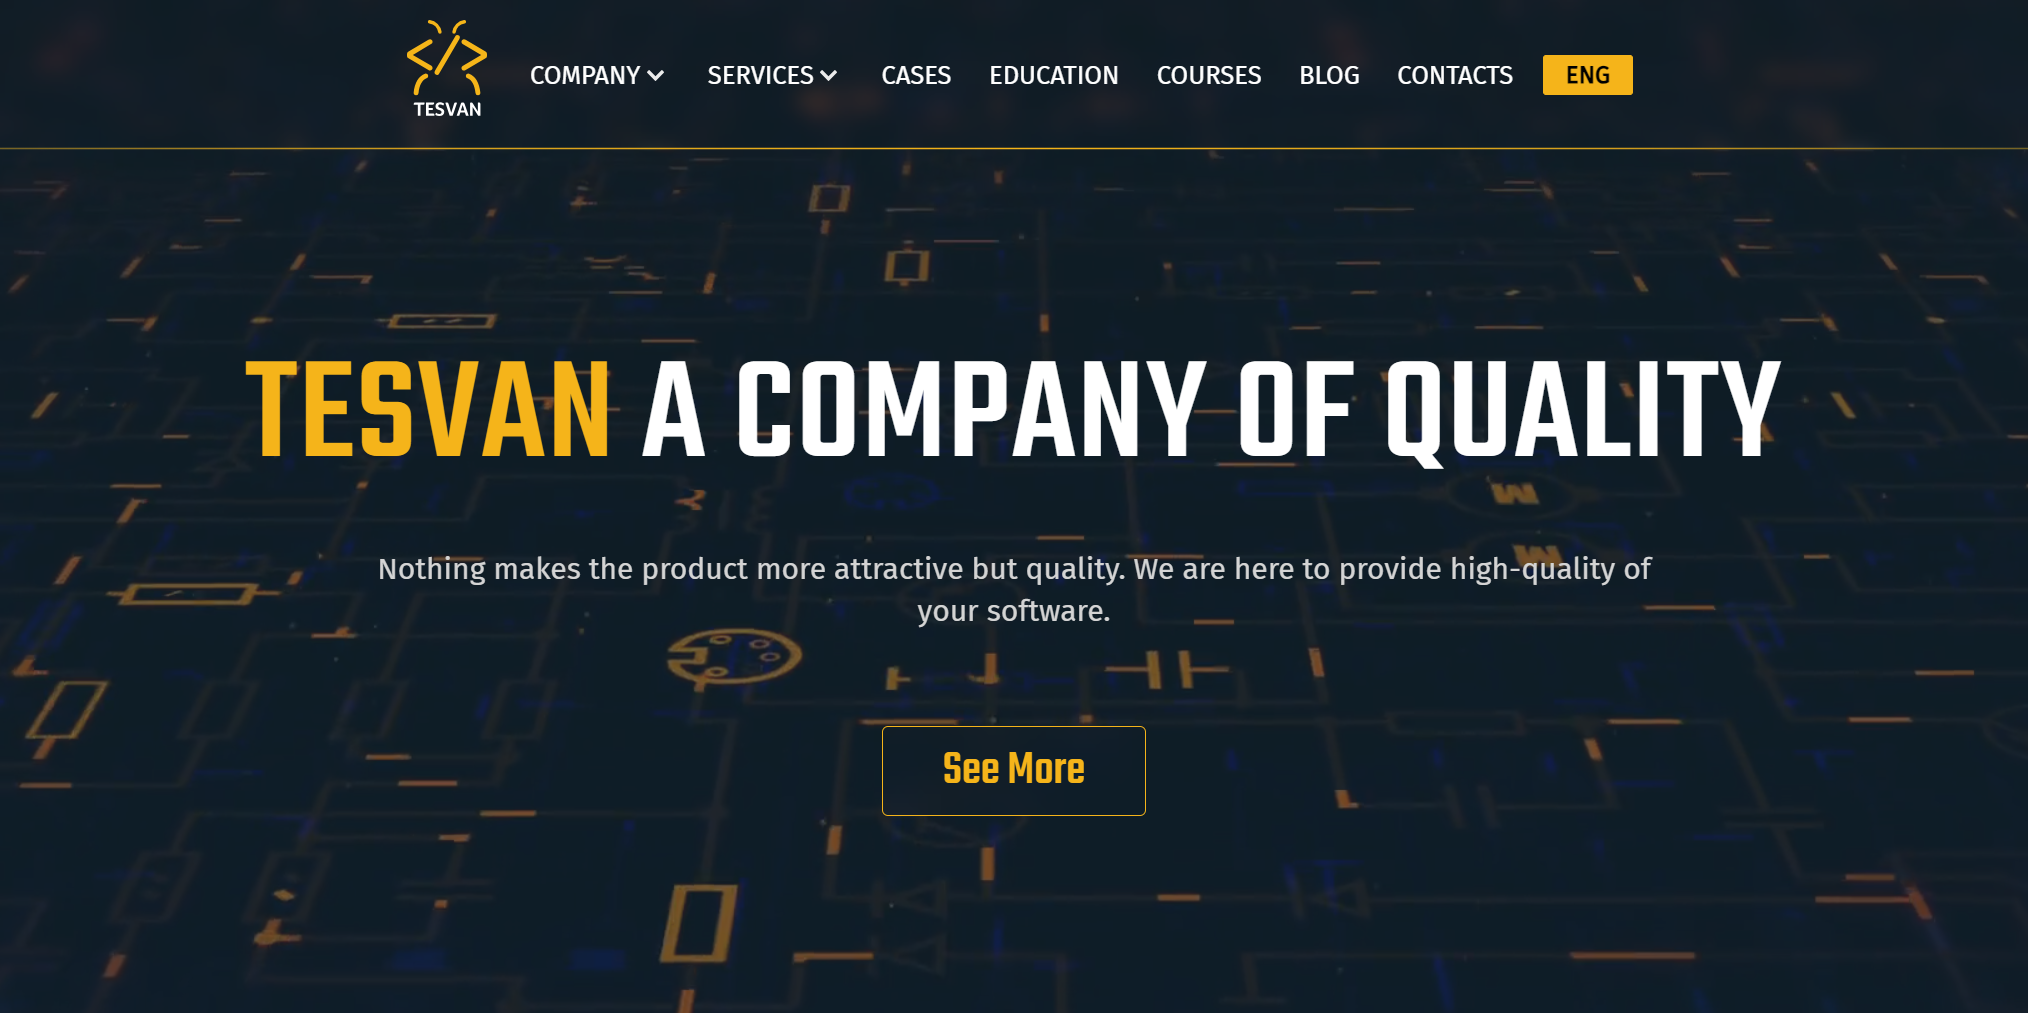 TESVAN
COMPANY SERVICES CASES EDUCATION COURSES BLOG CONTACTS ENG
TESVAN A COMPANY OF QUALITY
Nothing makes the product more attractive but quality. We are here to provide high-quality of
your software.
See More